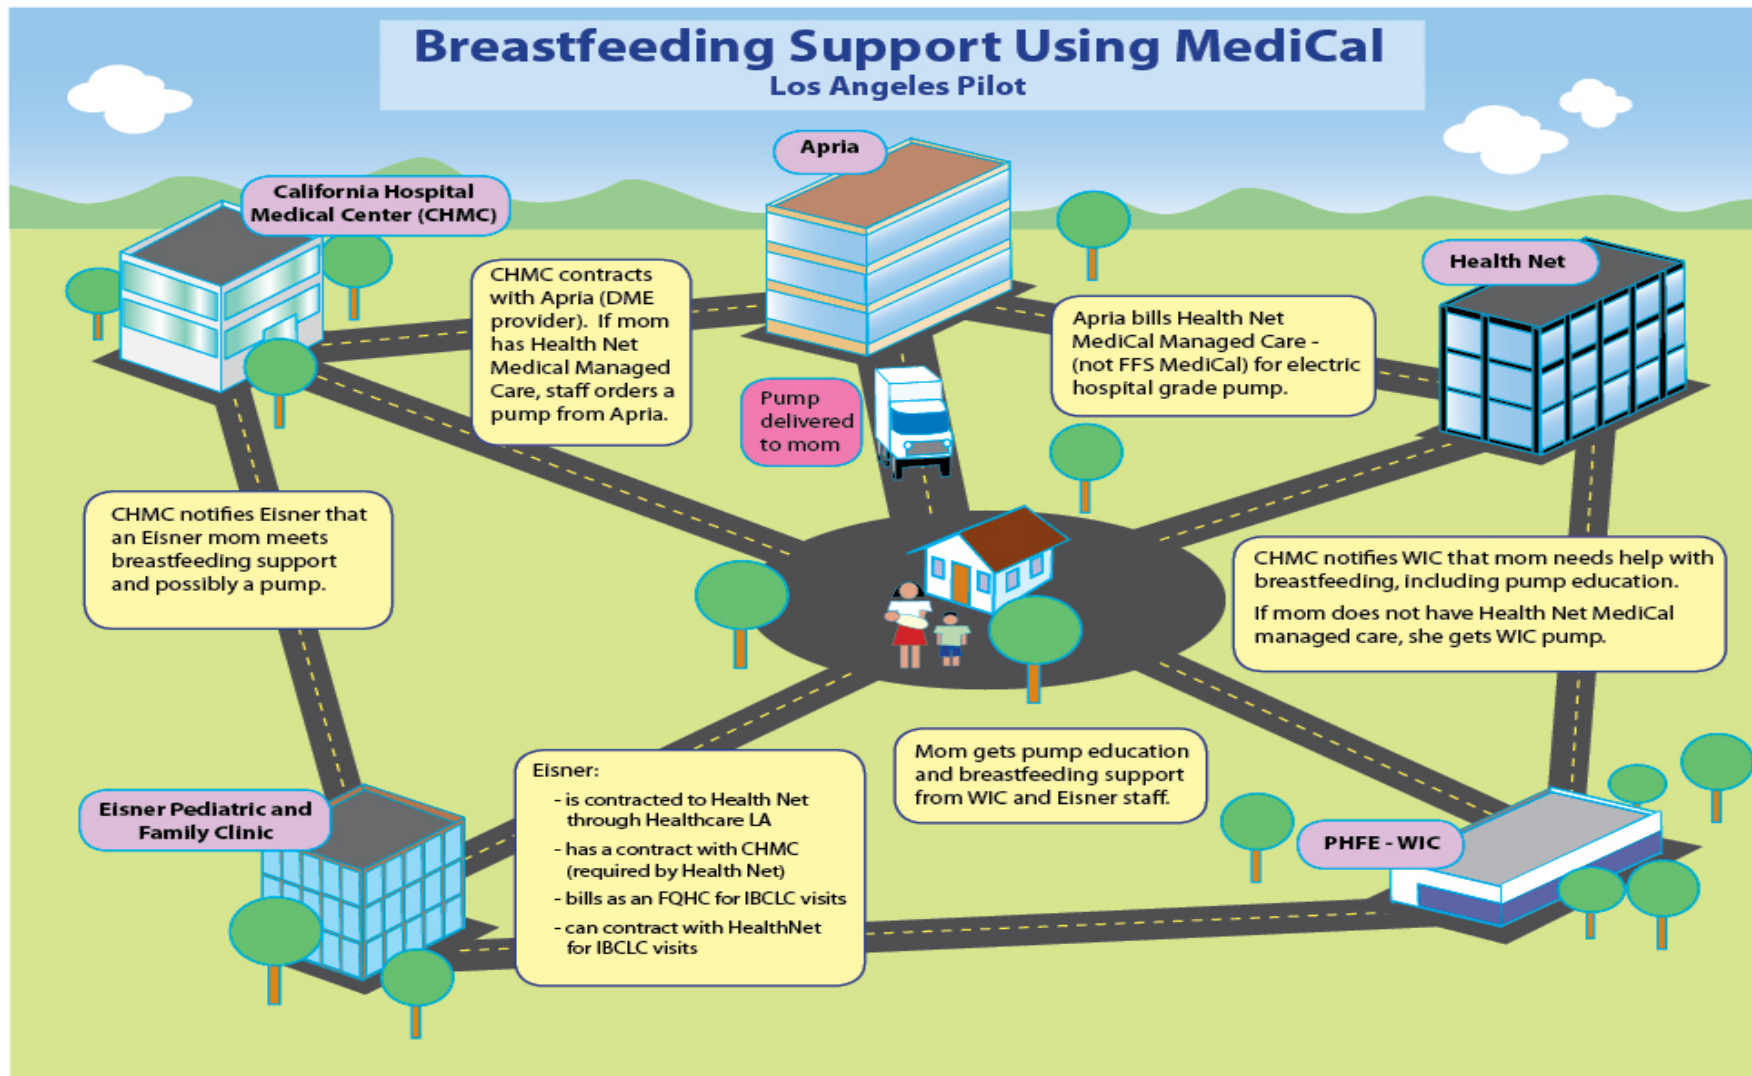 Breastfeeding Support Using MediCal
Los Angeles Pilot
Apria
California Hospital
Medical Center (CHMC)
Health Net
CHMC contracts
with Apria (DME
provider).  If mom
has Health Net
Medical Managed
Care, staff orders a
pump from Apria.
Apria bills Health Net
MediCal Managed Care -
(not FFS MediCal) for electric
hospital grade pump.
Pump
delivered
to mom
CHMC notifies Eisner that
an Eisner mom meets
breastfeeding support
and possibly a pump.
CHMC notifies WIC that mom needs help with
breastfeeding, including pump education.
If mom does not have Health Net MediCal
managed care, she gets WIC pump.
Mom gets pump education
and breastfeeding support
from WIC and Eisner staff.
Eisner:
- is contracted to Health Net
through Healthcare LA
- has a contract with CHMC
(required by Health Net)
- bills as an FQHC for IBCLC visits
- can contract with HealthNet
for IBCLC visits
Eisner Pediatric and
Family Clinic
PHFE - WIC